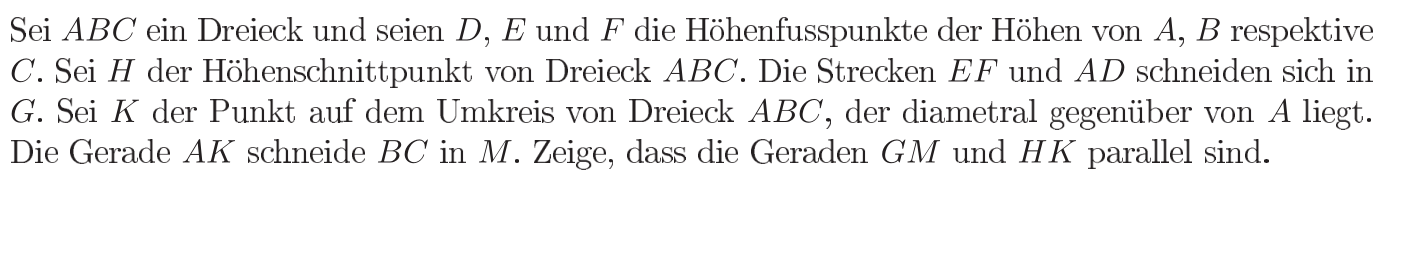 Sei ABC ein Dreieck und seien D, E und F die Höhenfusspunkte der Höhen von A, B respektive
C. Sei H der Höhenschnittpunkt von Dreieck ABC. Die Strecken EF und AD schneiden sich in
G. Sei K der Punkt auf dem Umkreis von Dreieck ABC, der diametral gegenüber von A liegt.
Die Gerade AK schneide BC in M. Zeige, dass die Geraden GM und HK parallel sind.